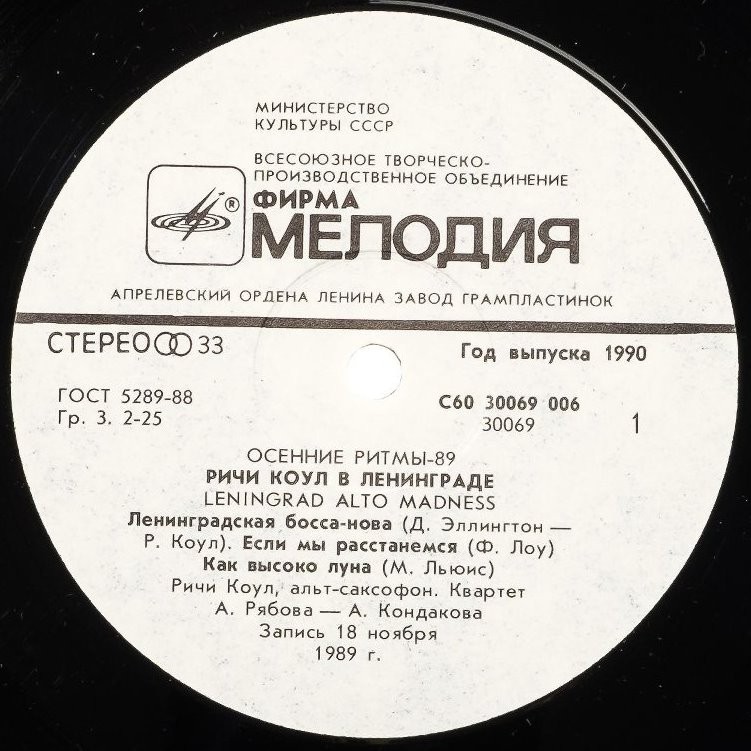 МИНИСТЕРСТВО
КУЛЬТУРЫ СССР
ВСЕСОЮЗНОЕ ТВОРЧЕСКО-
ПРОИЗВОДСТВЕННОЕ ОБЪЕДИНЕНИЕ
®
ФИРМА
МЕЛОДИЯ
АПРЕЛЕВСКИЙ ОРДЕНА ЛЕНИНА ЗАВОД ГРАМПЛАСТИНОК
СТЕРЕО 33
Год выпуска 1990
ГОСТ 5289-88
Гр. 3. 2-25
С60 30069 006
30069
1
ОСЕННИЕ РИТМЫ-89
РИЧИ КОУЛ В ЛЕНИНГРАДЕ
LENINGRAD ALTO MADNESS
Ленинградская босса-нова (Д. Эллингтон —
Р. Коул). Если мы расстанемся (Ф. Лоу)
Как высоко луна (М. Льюис)
Ричи Коул, альт-саксофон. Квартет
А. Рябова — А. Кондакова
Запись 18 ноября
1989 г.